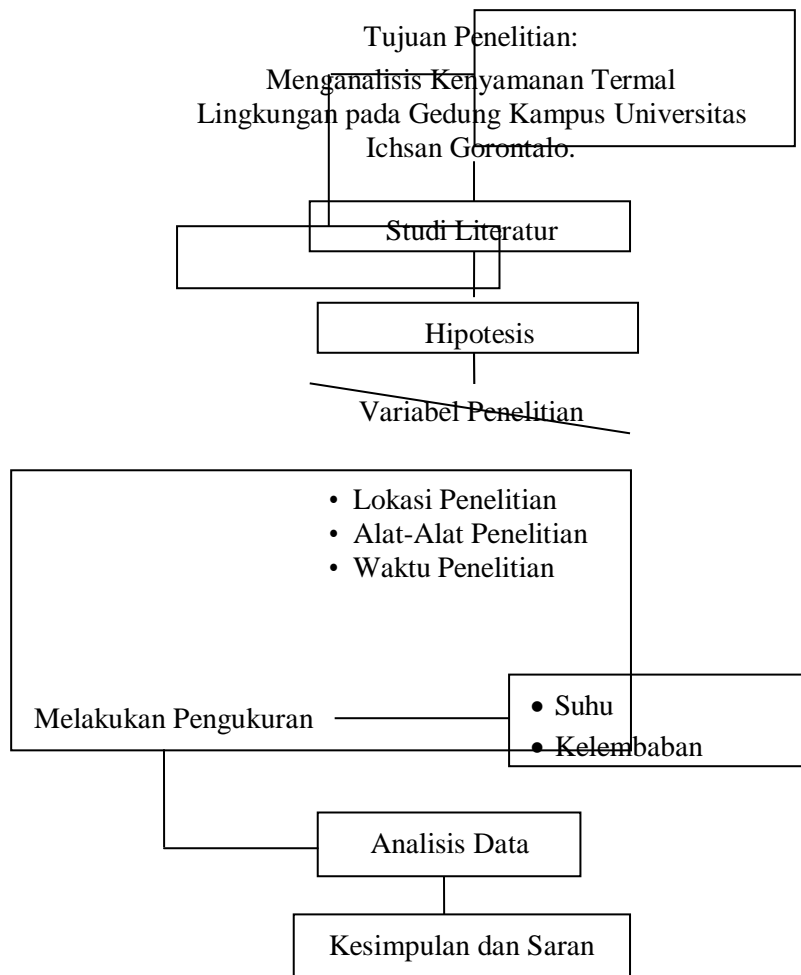 Tujuan Penelitian:
Menganalisis Kenyamanan Termal
Lingkungan pada Gedung Kampus Universitas
Ichsan Gorontalo.
Studi Literatur
Hipotesis
Variabel Penelitian
• Lokasi Penelitian
• Alat-Alat Penelitian
• Waktu Penelitian
Melakukan Pengukuran
• Suhu
• Kelembaban
Analisis Data
Kesimpulan dan Saran